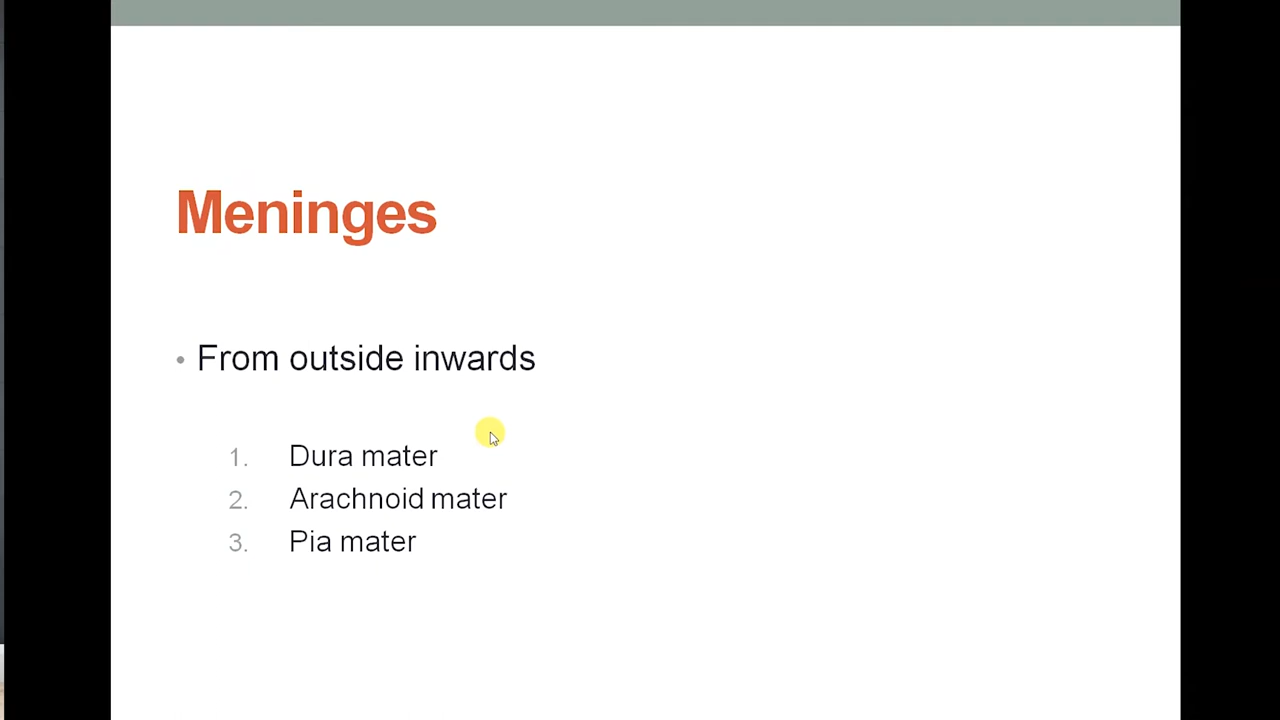 Meninges
• From outside inwards
1. Dura mater
2. Arachnoid mater
3. Pia mater